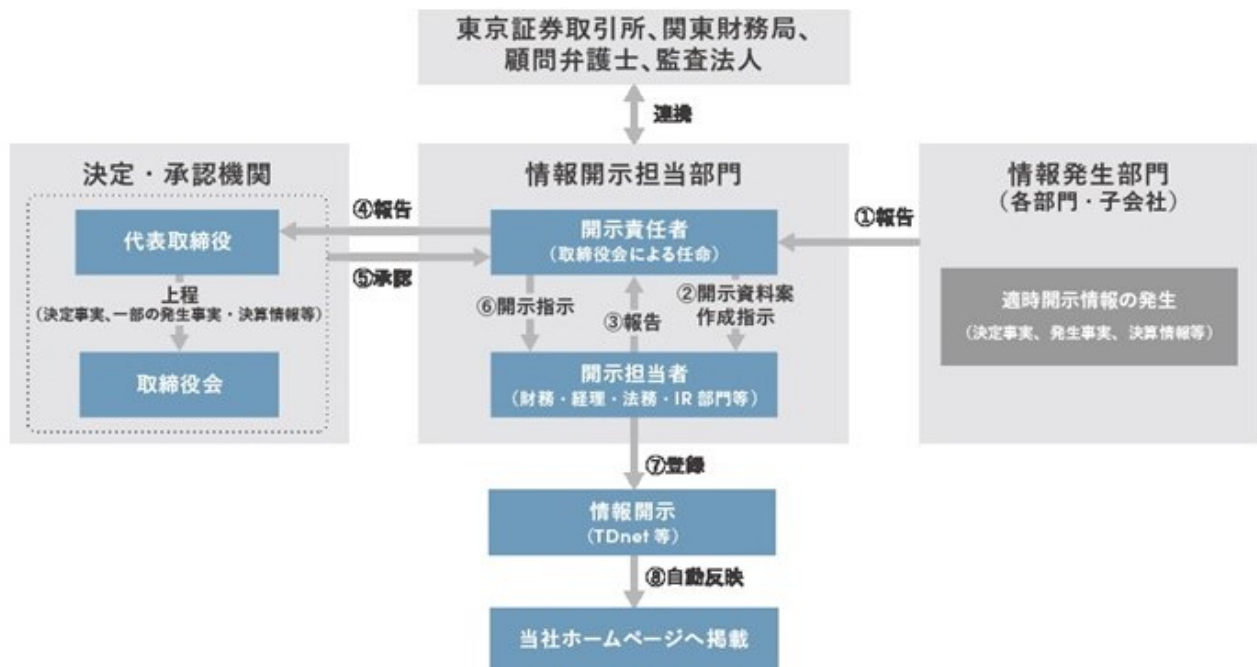 東京証券取引所、関東財務局、
顧問弁護士、監査法人
連携
決定・承認機関
代表取締役
上程
（決定事実、一部の発生事実・決算情報等）
取締役会
④報告
⑤承認
情報開示担当部門
開示責任者
（取締役会による任命）
⑥開示指示
③報告
②開示資料案
作成指示
開示担当者
（財務・経理・法務・IR部門等）
①報告
情報発生部門
（各部門・子会社）
適時開示情報の発生
（決定事実、発生事実、決算情報等）
⑦登録
情報開示
（TDnet等）
⑧自動反映
当社ホームページへ掲載